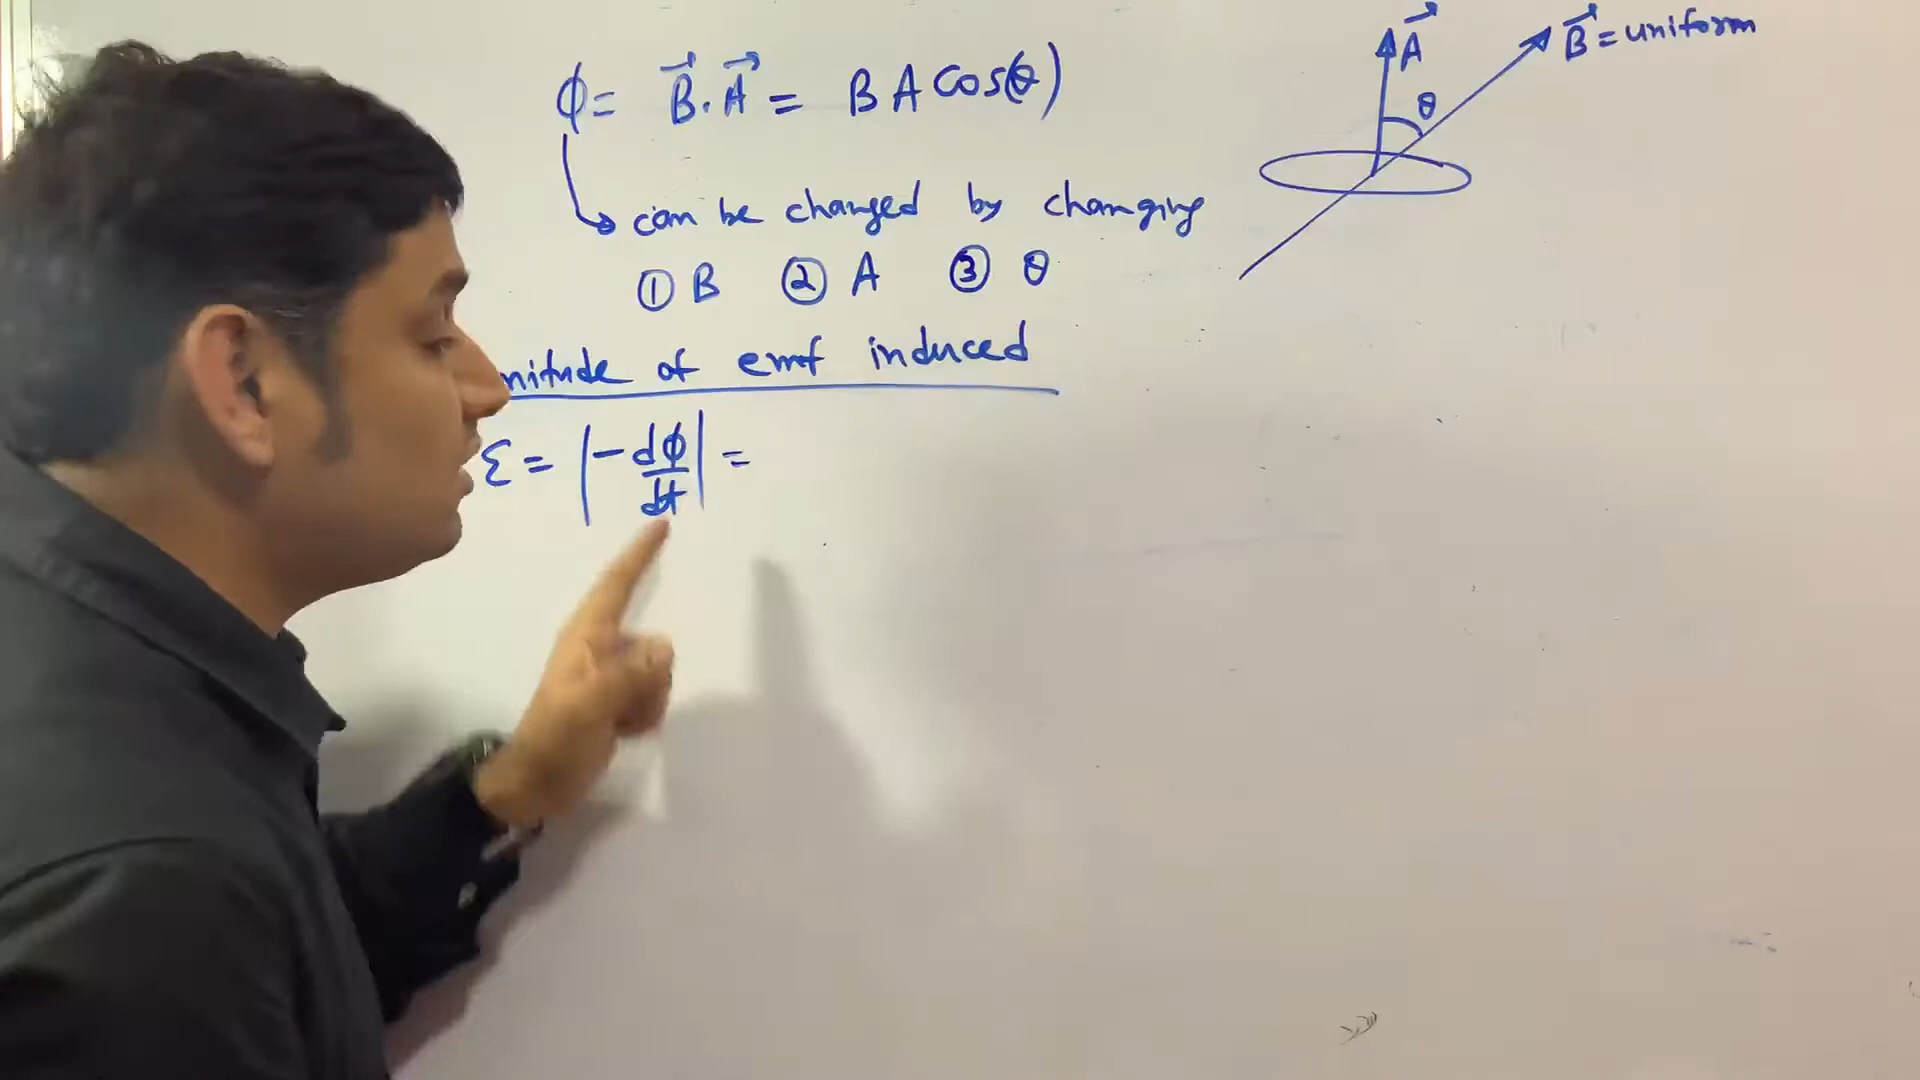 ϕ = B⃗ . A⃗ = B A cos(θ)
can be changed by changing
① B ② A ③ θ
nitude of emf induced
ε = |-dϕ/dt| =
A⃗
θ
B⃗ = uniform